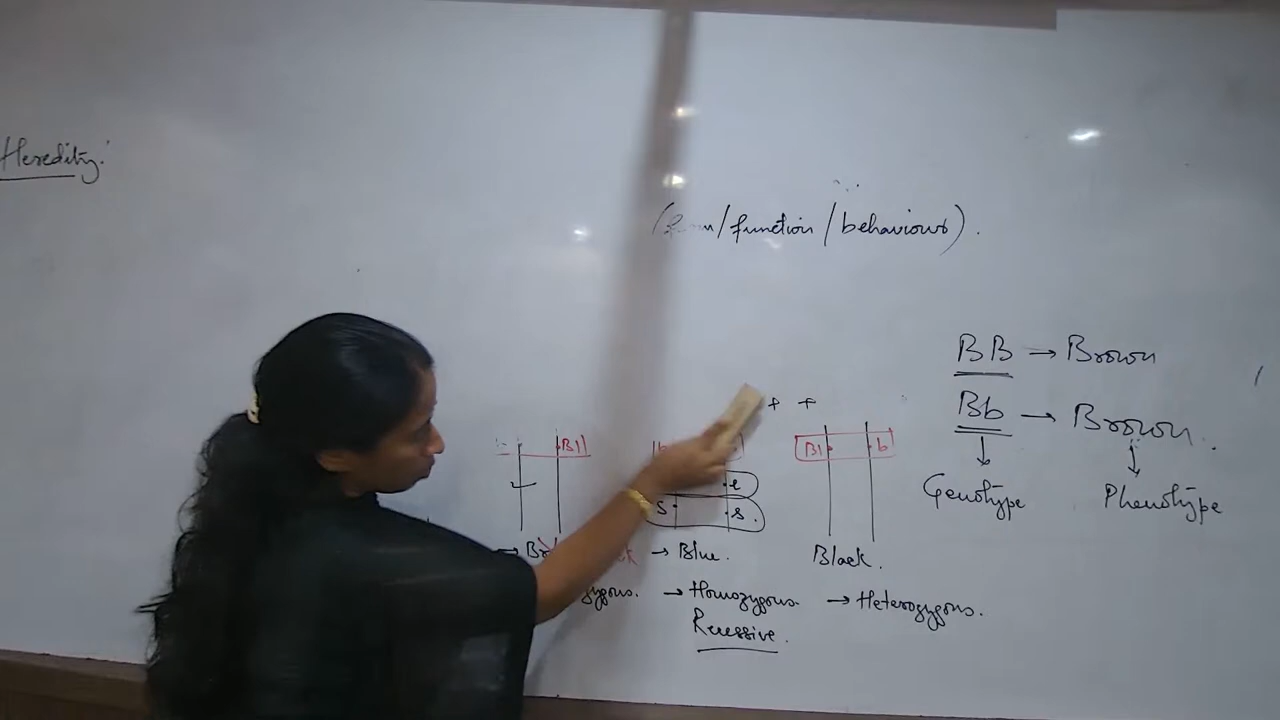 Heredity:
/function/behaviours).
BB → Brown
Bb → Brown.
Genotype
Phenotype
+ +
Bl
Bl b
e
s s.
→ Blue.
Black.
→ Homozygous
Recessive.
→ Heterozygous.